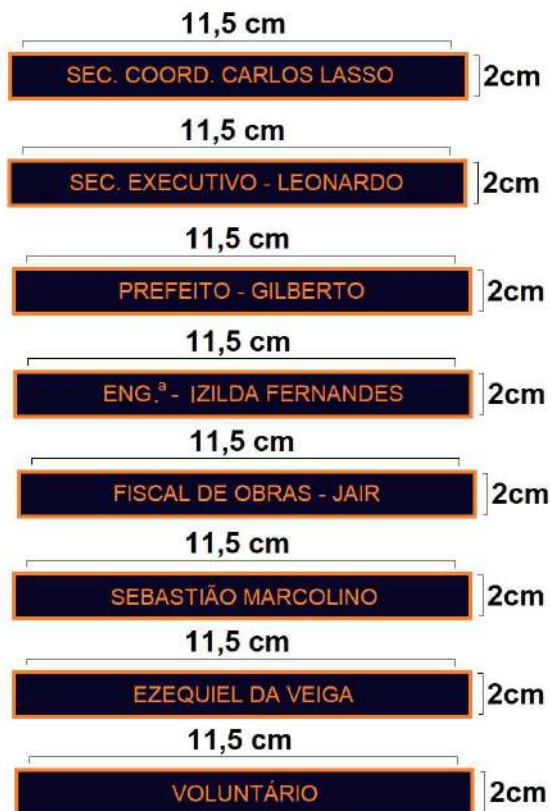 11,5 cm
SEC. COORD. CARLOS LASSO 2cm
11,5 cm
SEC. EXECUTIVO - LEONARDO 2cm
11,5 cm
PREFEITO - GILBERTO 2cm
11,5 cm
ENG.ª - IZILDA FERNANDES 2cm
11,5 cm
FISCAL DE OBRAS - JAIR 2cm
11,5 cm
SEBASTIÃO MARCOLINO 2cm
11,5 cm
EZEQUIEL DA VEIGA 2cm
11,5 cm
VOLUNTÁRIO 2cm